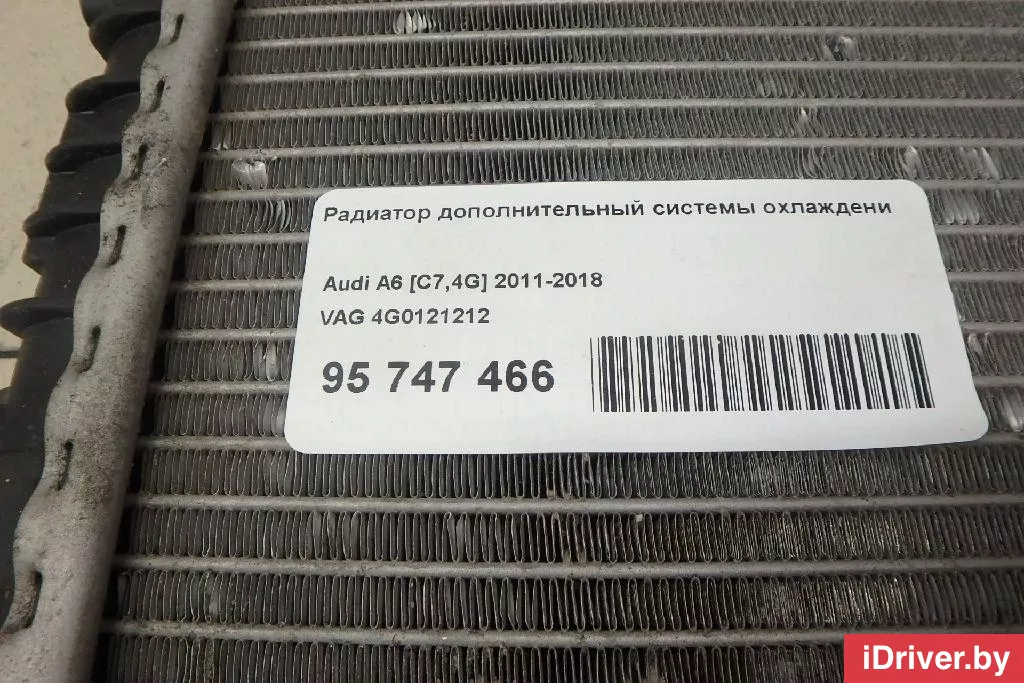 Радиатор дополнительный системы охлаждени
Audi A6 [C7,4G] 2011-2018
VAG 4G0121212
95 747 466
iDriver.by